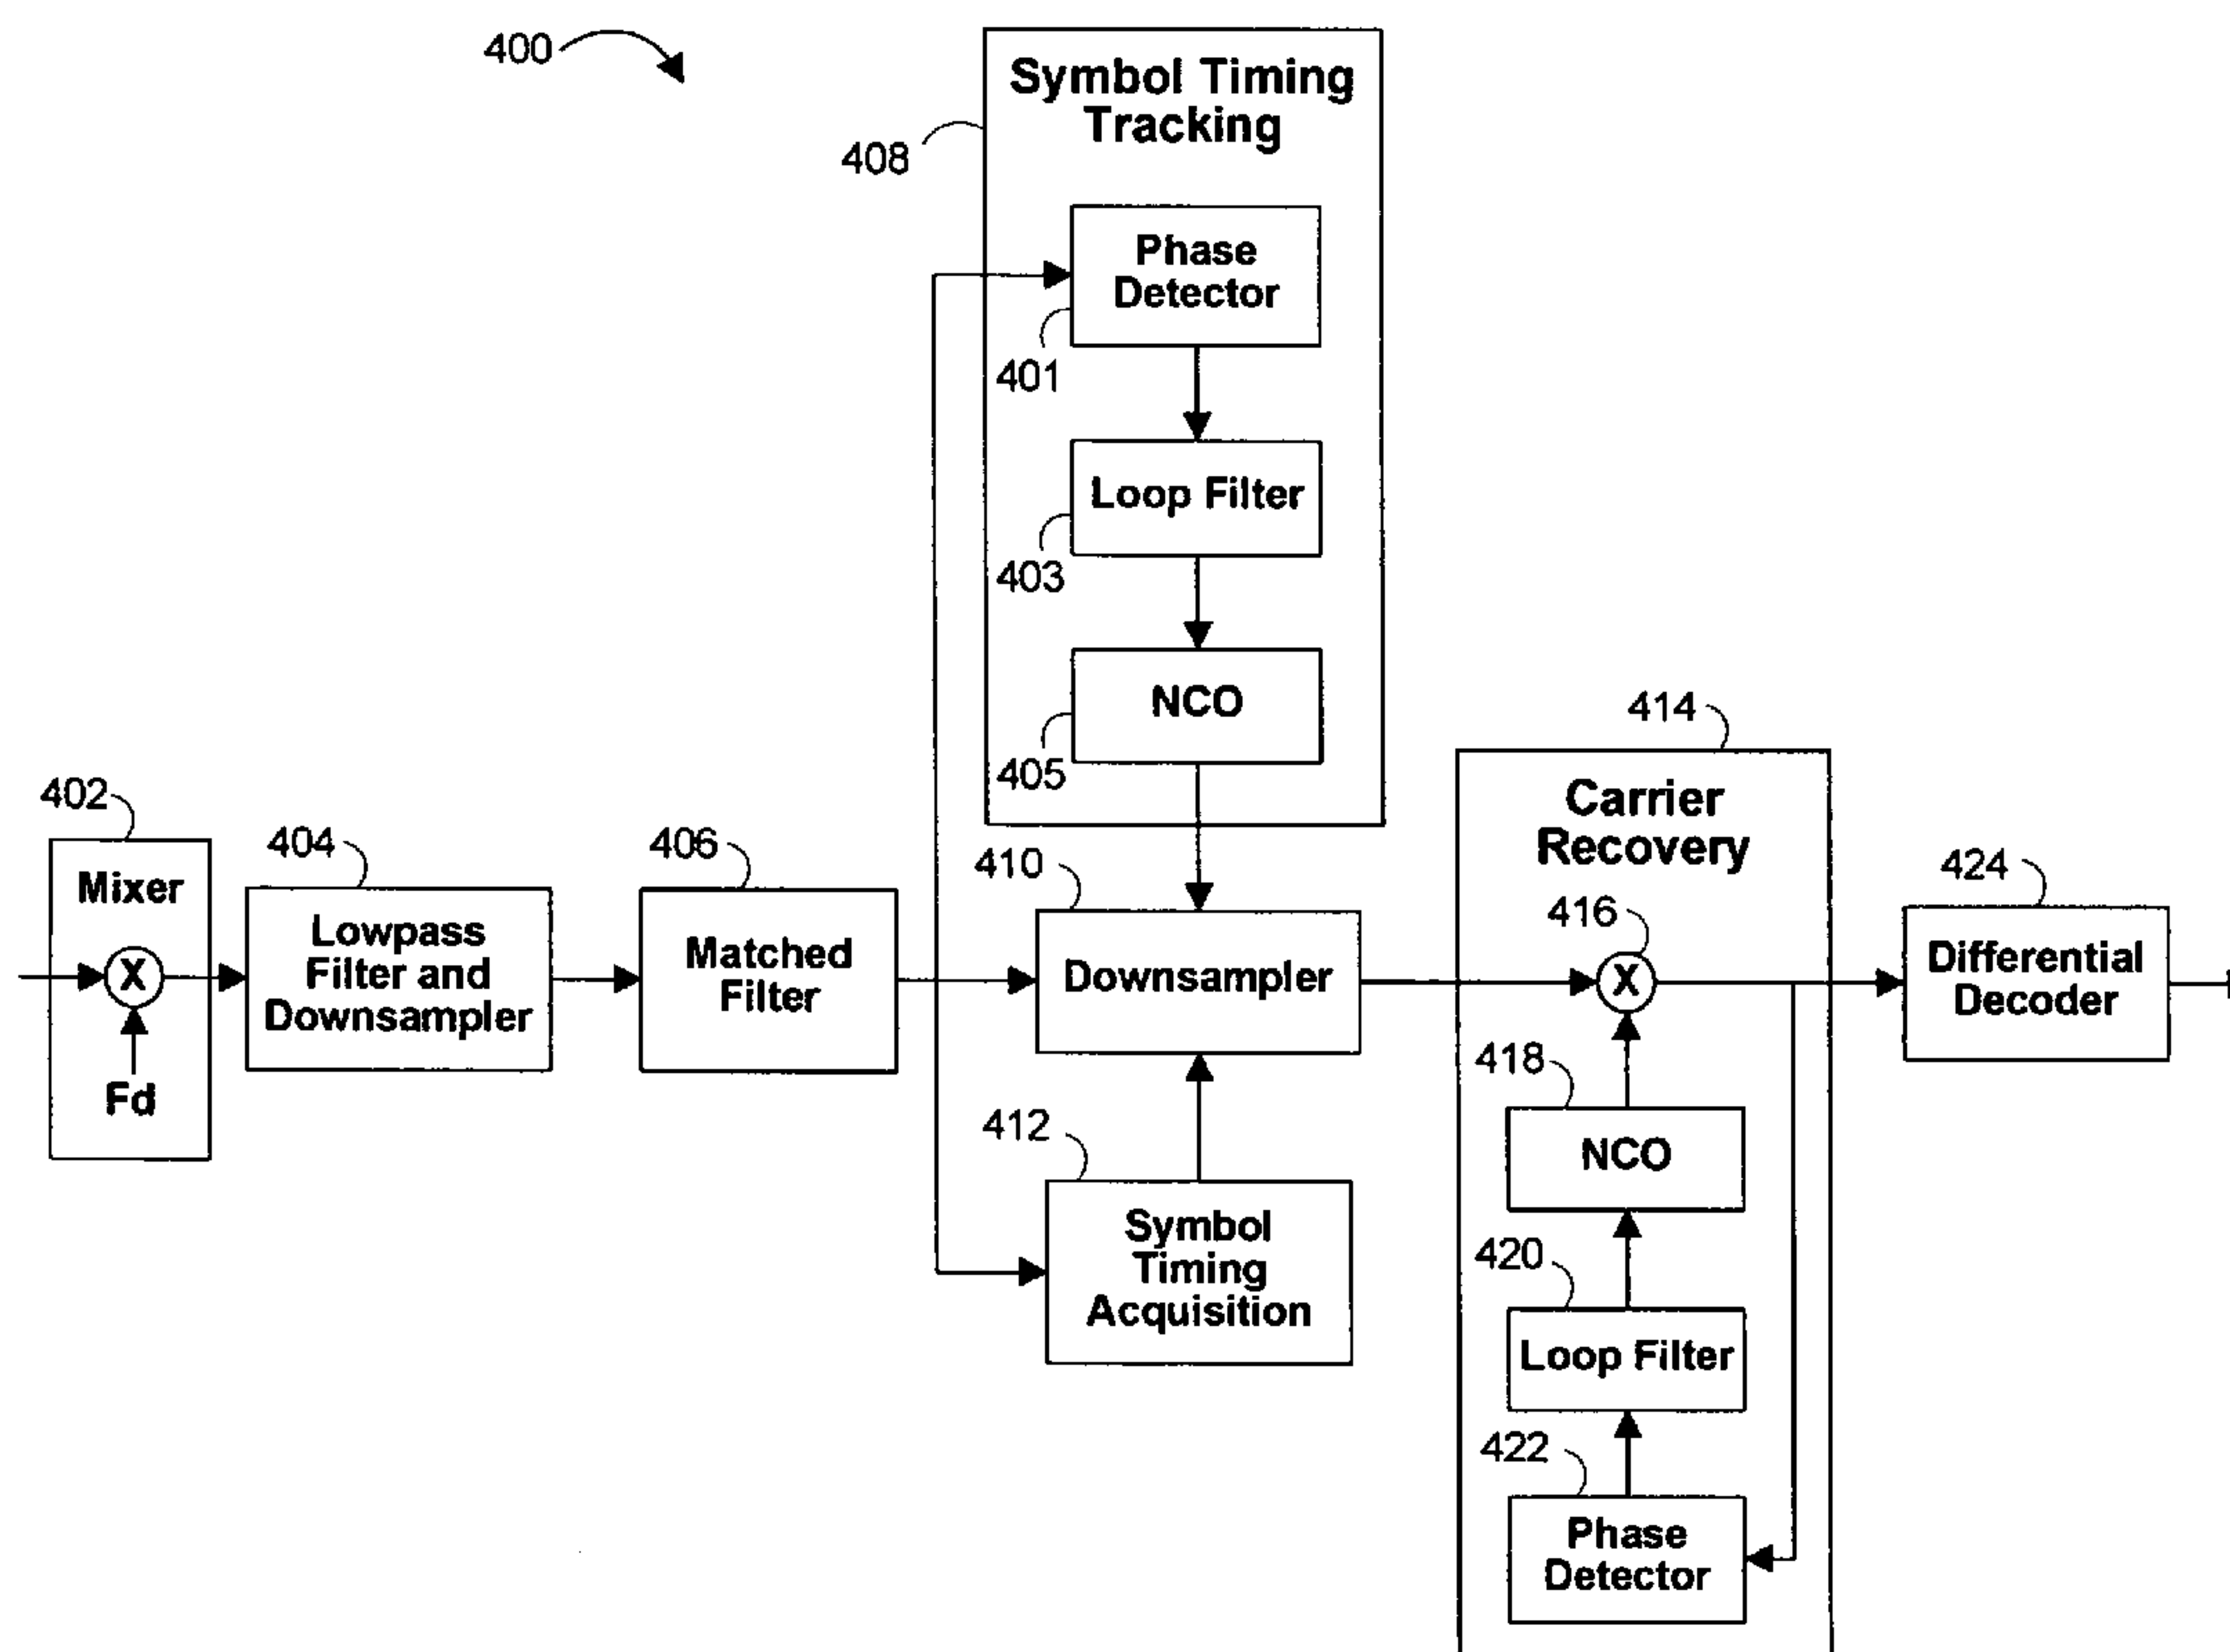 400
Symbol Timing
Tracking
408
Phase
Detector
401
Loop Filter
403
NCO
405
402
Mixer
X
Fd
404
Lowpass
Filter and
Downsampler
406
Matched
Filter
410
Downsampler
412
Symbol
Timing
Acquisition
414
Carrier
Recovery
416
X
418
NCO
420
Loop Filter
422
Phase
Detector
424
Differential
Decoder